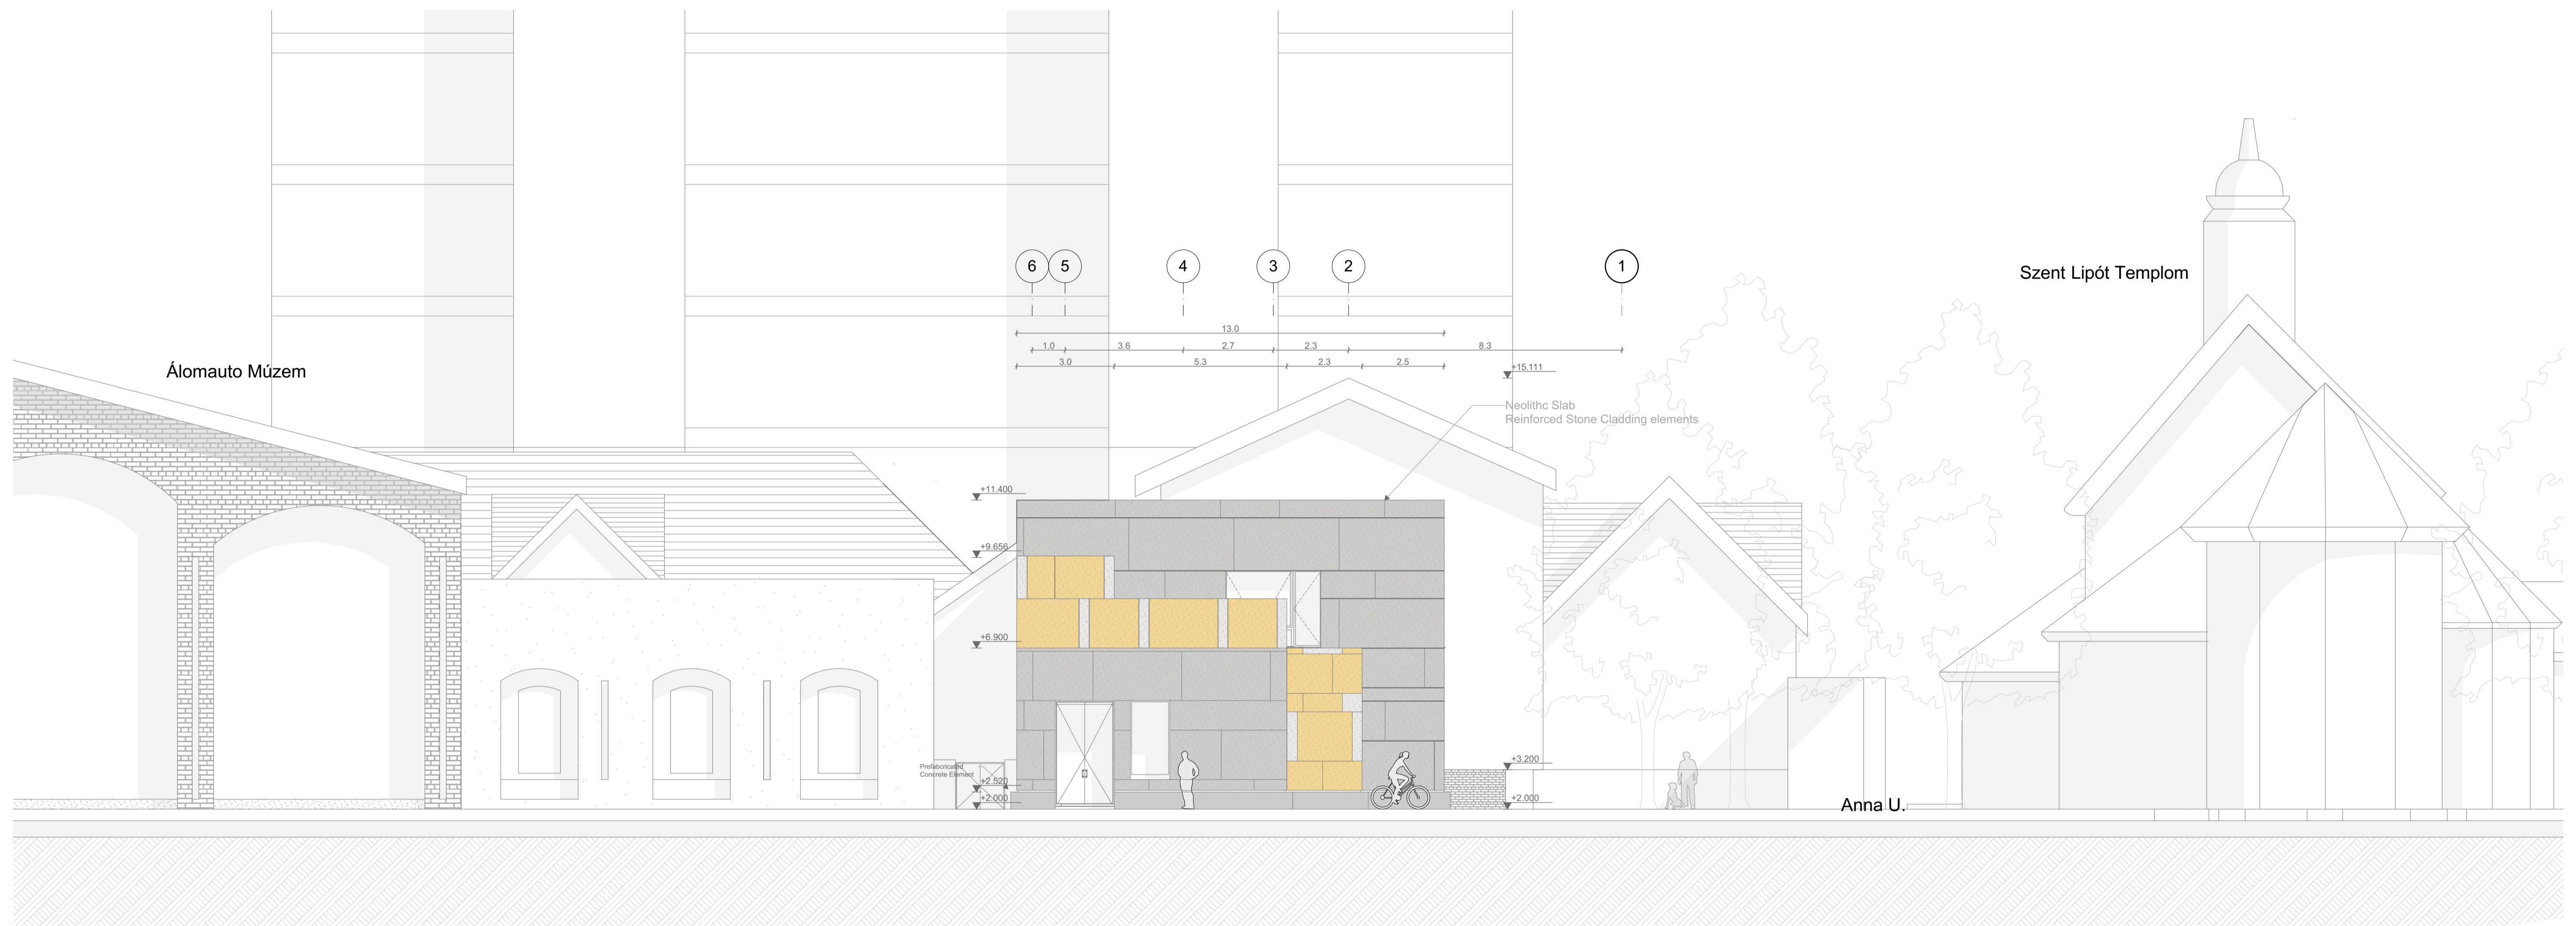 Szent Lipót Templom
6 5 4 3 2 1
13.0
1.0 3.6 2.7 2.3 8.3
3.0 5.3 2.3 2.5
+15.111
Álomauto Múzem
Neolithc Slab
Reinforced Stone Cladding elements
+11.400
+9.656
+6.900
+3.200
Prefaboricated
Concrete Element
+2.520
+2.000
+2.000
Anna U.